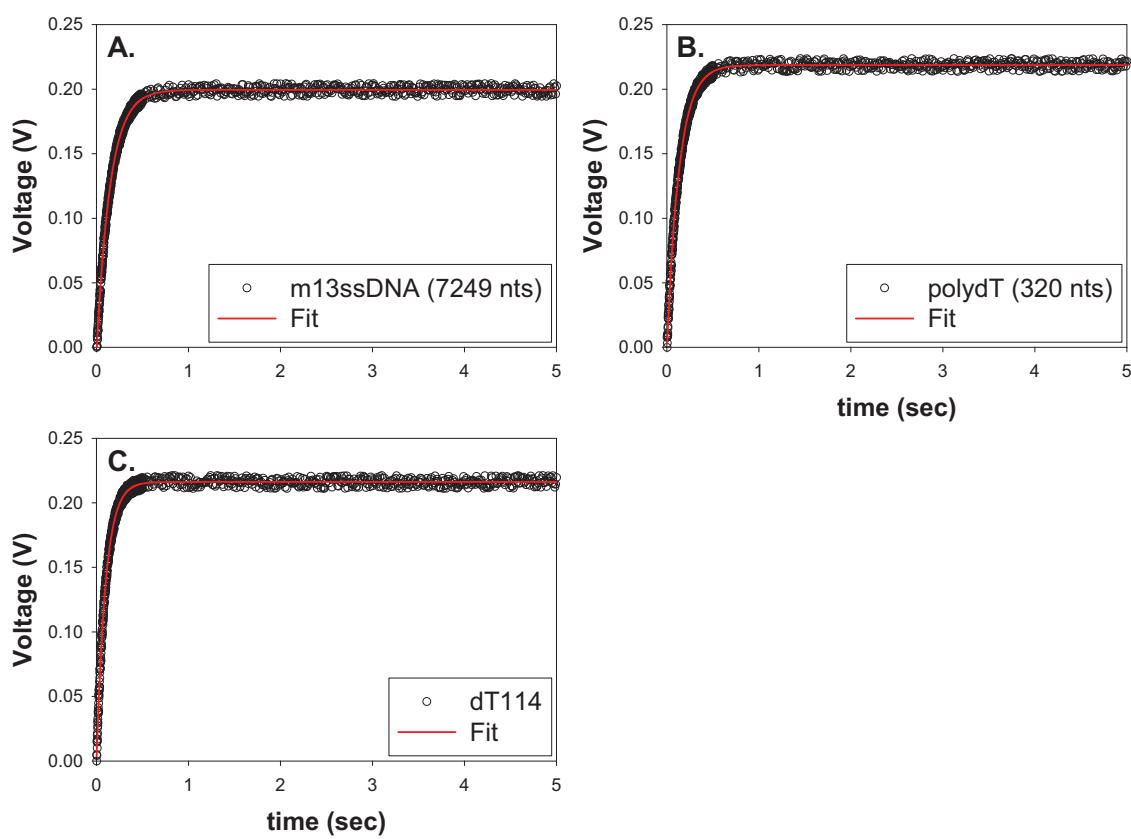 A.
Voltage (V)
0.25
0.20
0.15
0.10
0.05
0.00
m13ssDNA (7249 nts)
Fit
0 1 2 3 4 5
B.
Voltage (V)
0.25
0.20
0.15
0.10
0.05
0.00
polydT (320 nts)
Fit
0 1 2 3 4 5
time (sec)
C.
Voltage (V)
0.25
0.20
0.15
0.10
0.05
0.00
dT114
Fit
0 1 2 3 4 5
time (sec)